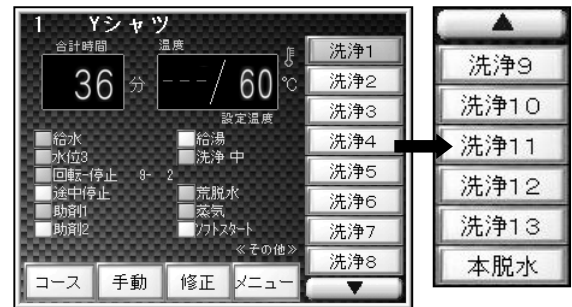 1 Yシャツ
合計時間 温度
36 分 ---/60 ℃
設定温度
給水 給湯
水位3 洗浄 中
回転-停止 9- 2
途中停止 荒脱水
助剤1 蒸気
助剤2 ソフトスタート
≪その他≫
コース 手動 修正 メニュー
洗浄1
洗浄2
洗浄3
洗浄4
洗浄5
洗浄6
洗浄7
洗浄8
▼
▲
洗浄9
洗浄10
洗浄11
洗浄12
洗浄13
本脱水